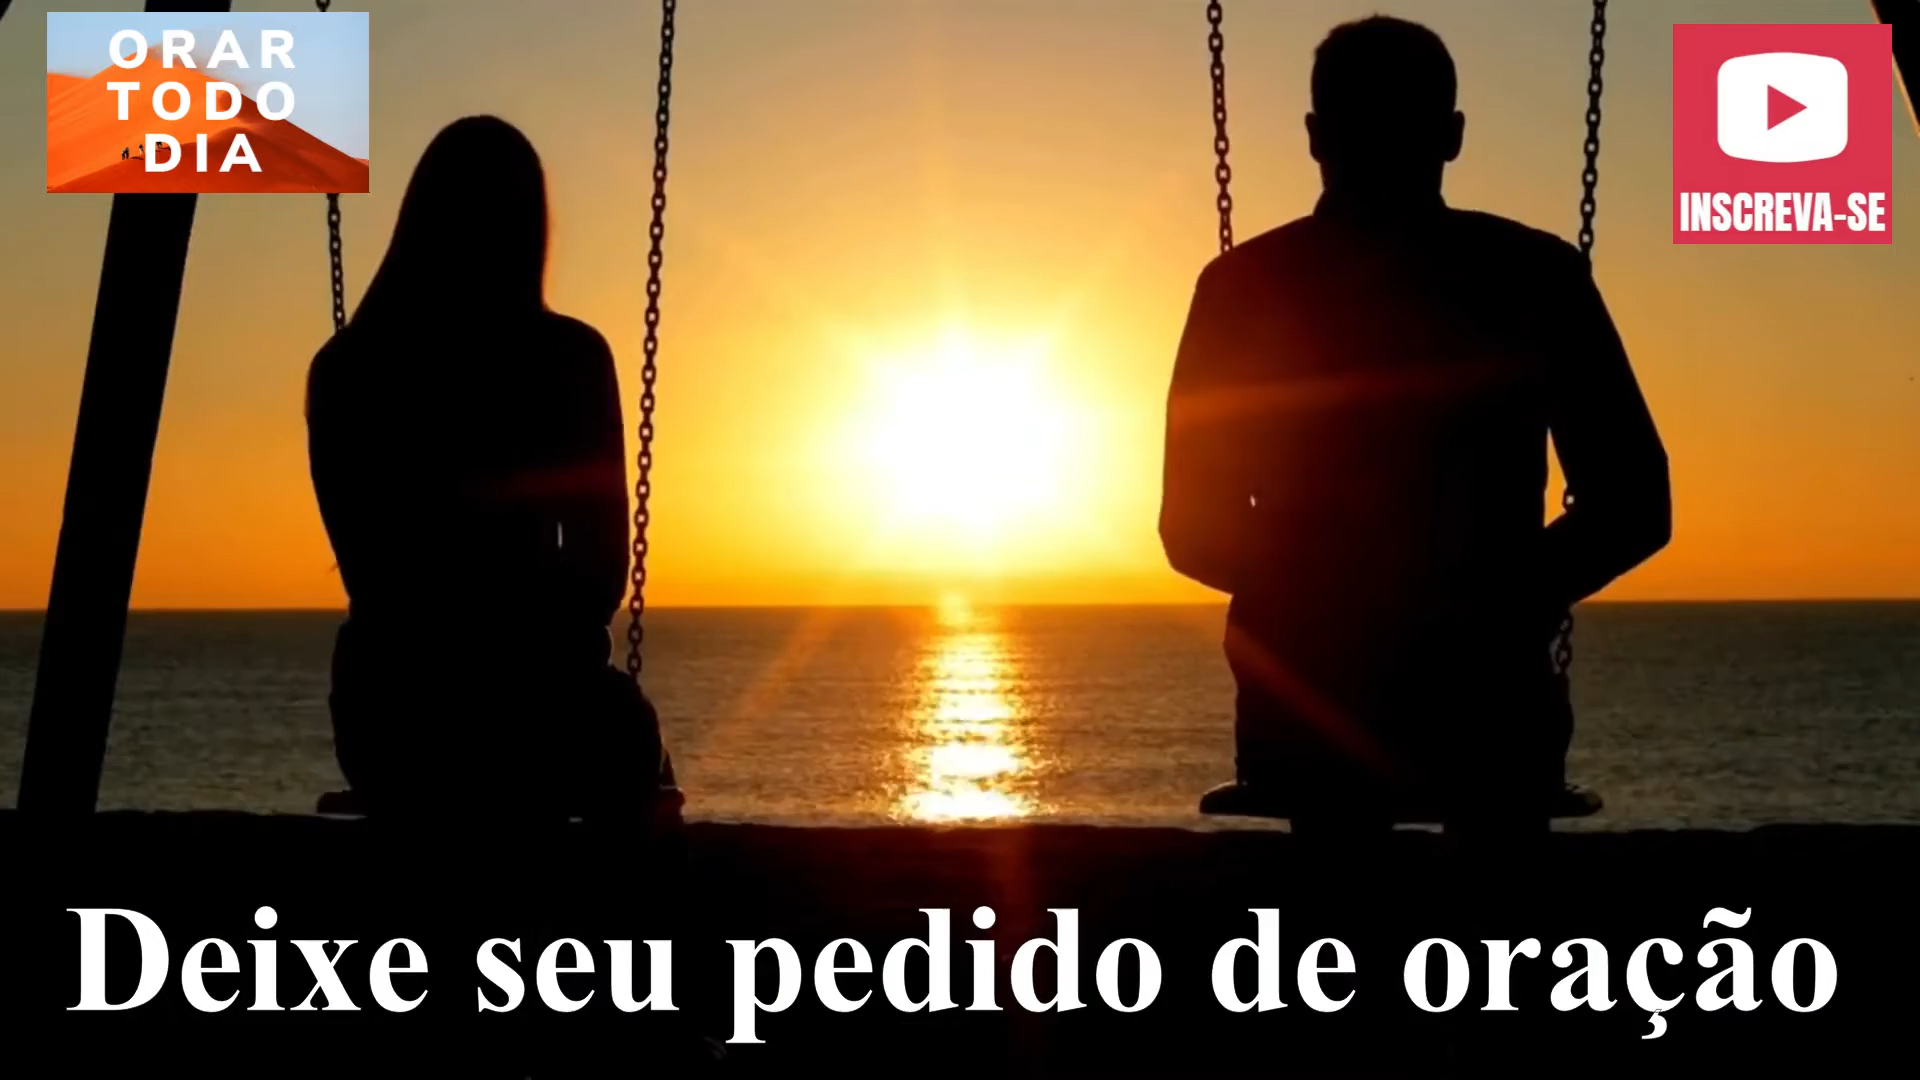 ORAR
TODO
DIA
INSCREVA-SE
Deixe seu pedido de oração